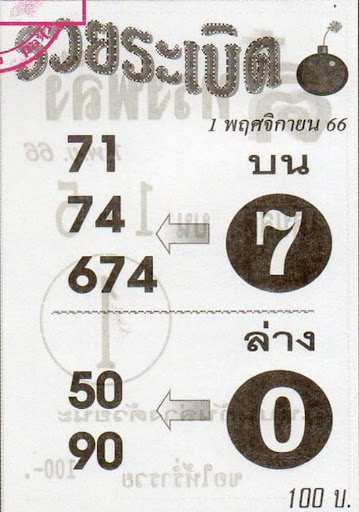 รวยระเบิด
1 พฤศจิกายน 66
71 บน
74 7
674
ล่าง
50 0
90
100 บ.